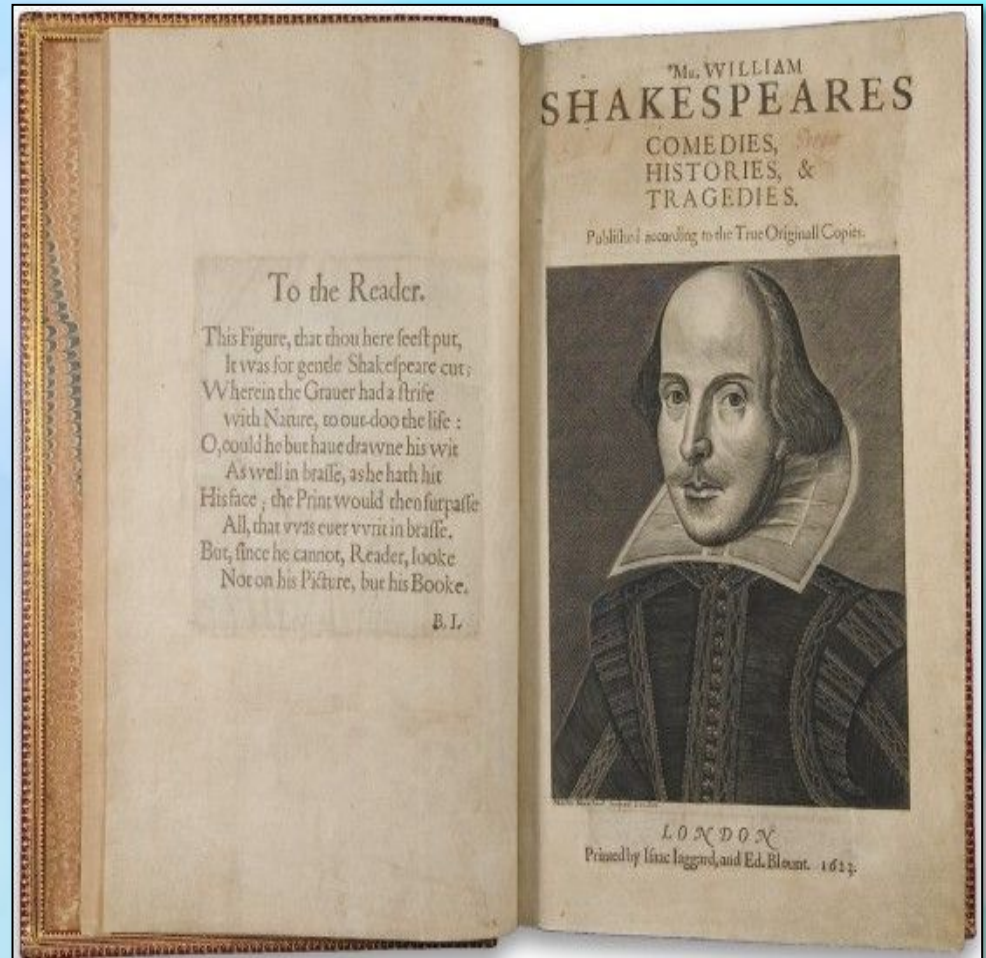 To the Reader.
This Figure, that thou here seeſt put,
It was for gentle Shakeſpeare cut;
Wherein the Grauer had a ſtrife
with Nature, to out-doo the life :
O, could he but haue drawne his wit
As well in braſſe, as he hath hit
His face ; the Print would then ſurpaſſe
All, that vvas euer vvrit in braſſe.
But, ſince he cannot, Reader, looke
Not on his Picture, but his Booke.
B. I.
Mr. WILLIAM
SHAKESPEARES
COMEDIES,
HISTORIES, &
TRAGEDIES.
Publiſhed according to the True Originall Copies.
LONDON
Printed by Iſaac Iaggard, and Ed. Blount. 1623.